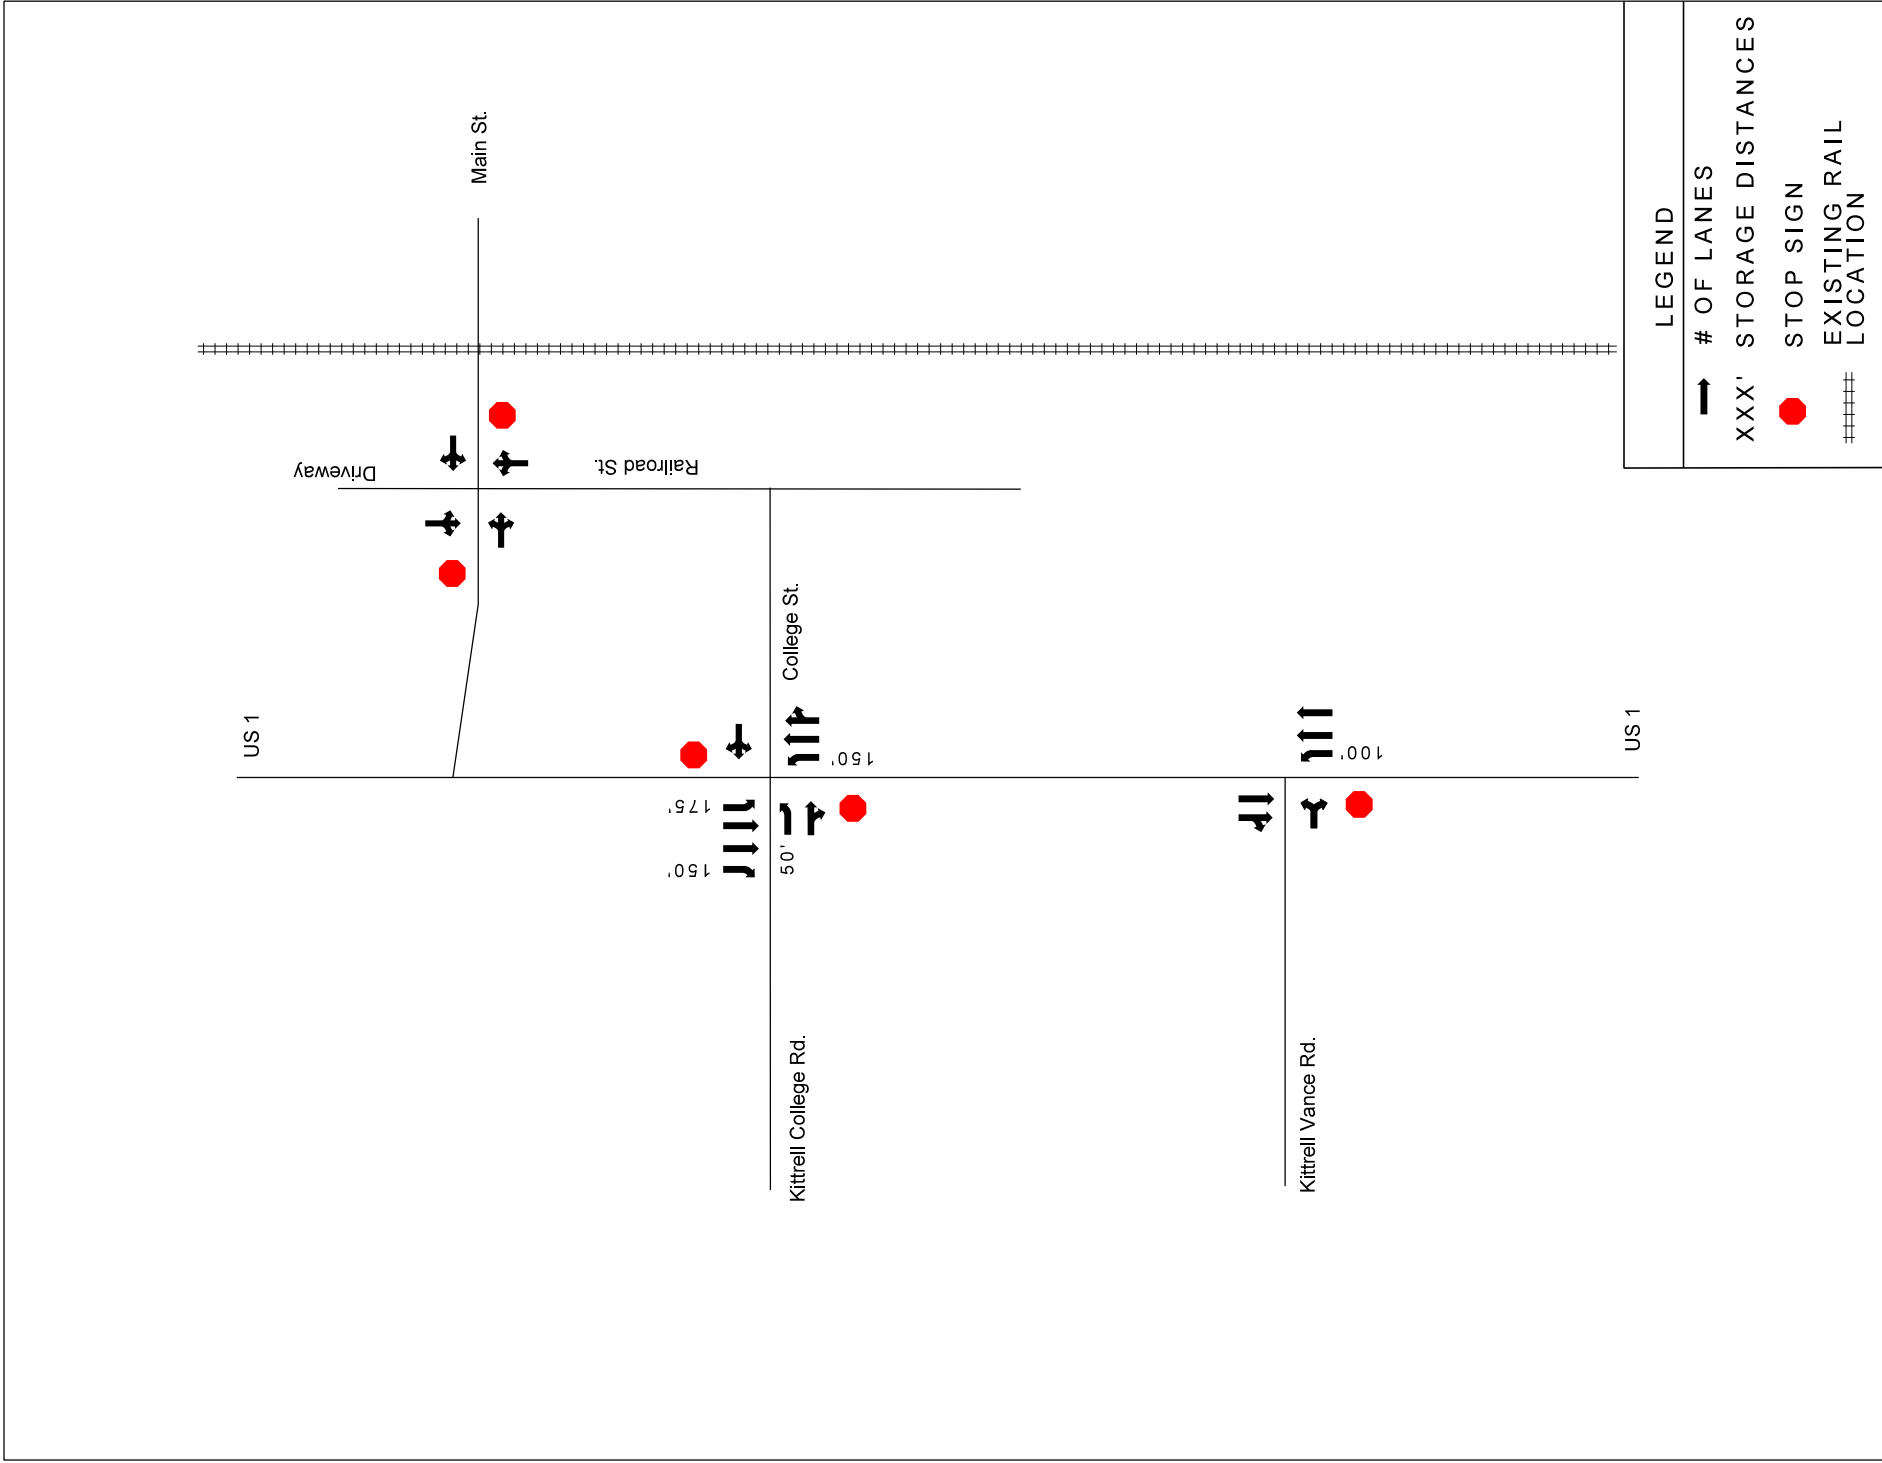 Main St.
Driveway
Railroad St.
US 1
College St.
175'
150'
50'
150'
Kittrell College Rd.
100'
US 1
Kittrell Vance Rd.
LEGEND
# OF LANES
XXX' STORAGE DISTANCES
STOP SIGN
EXISTING RAIL
LOCATION